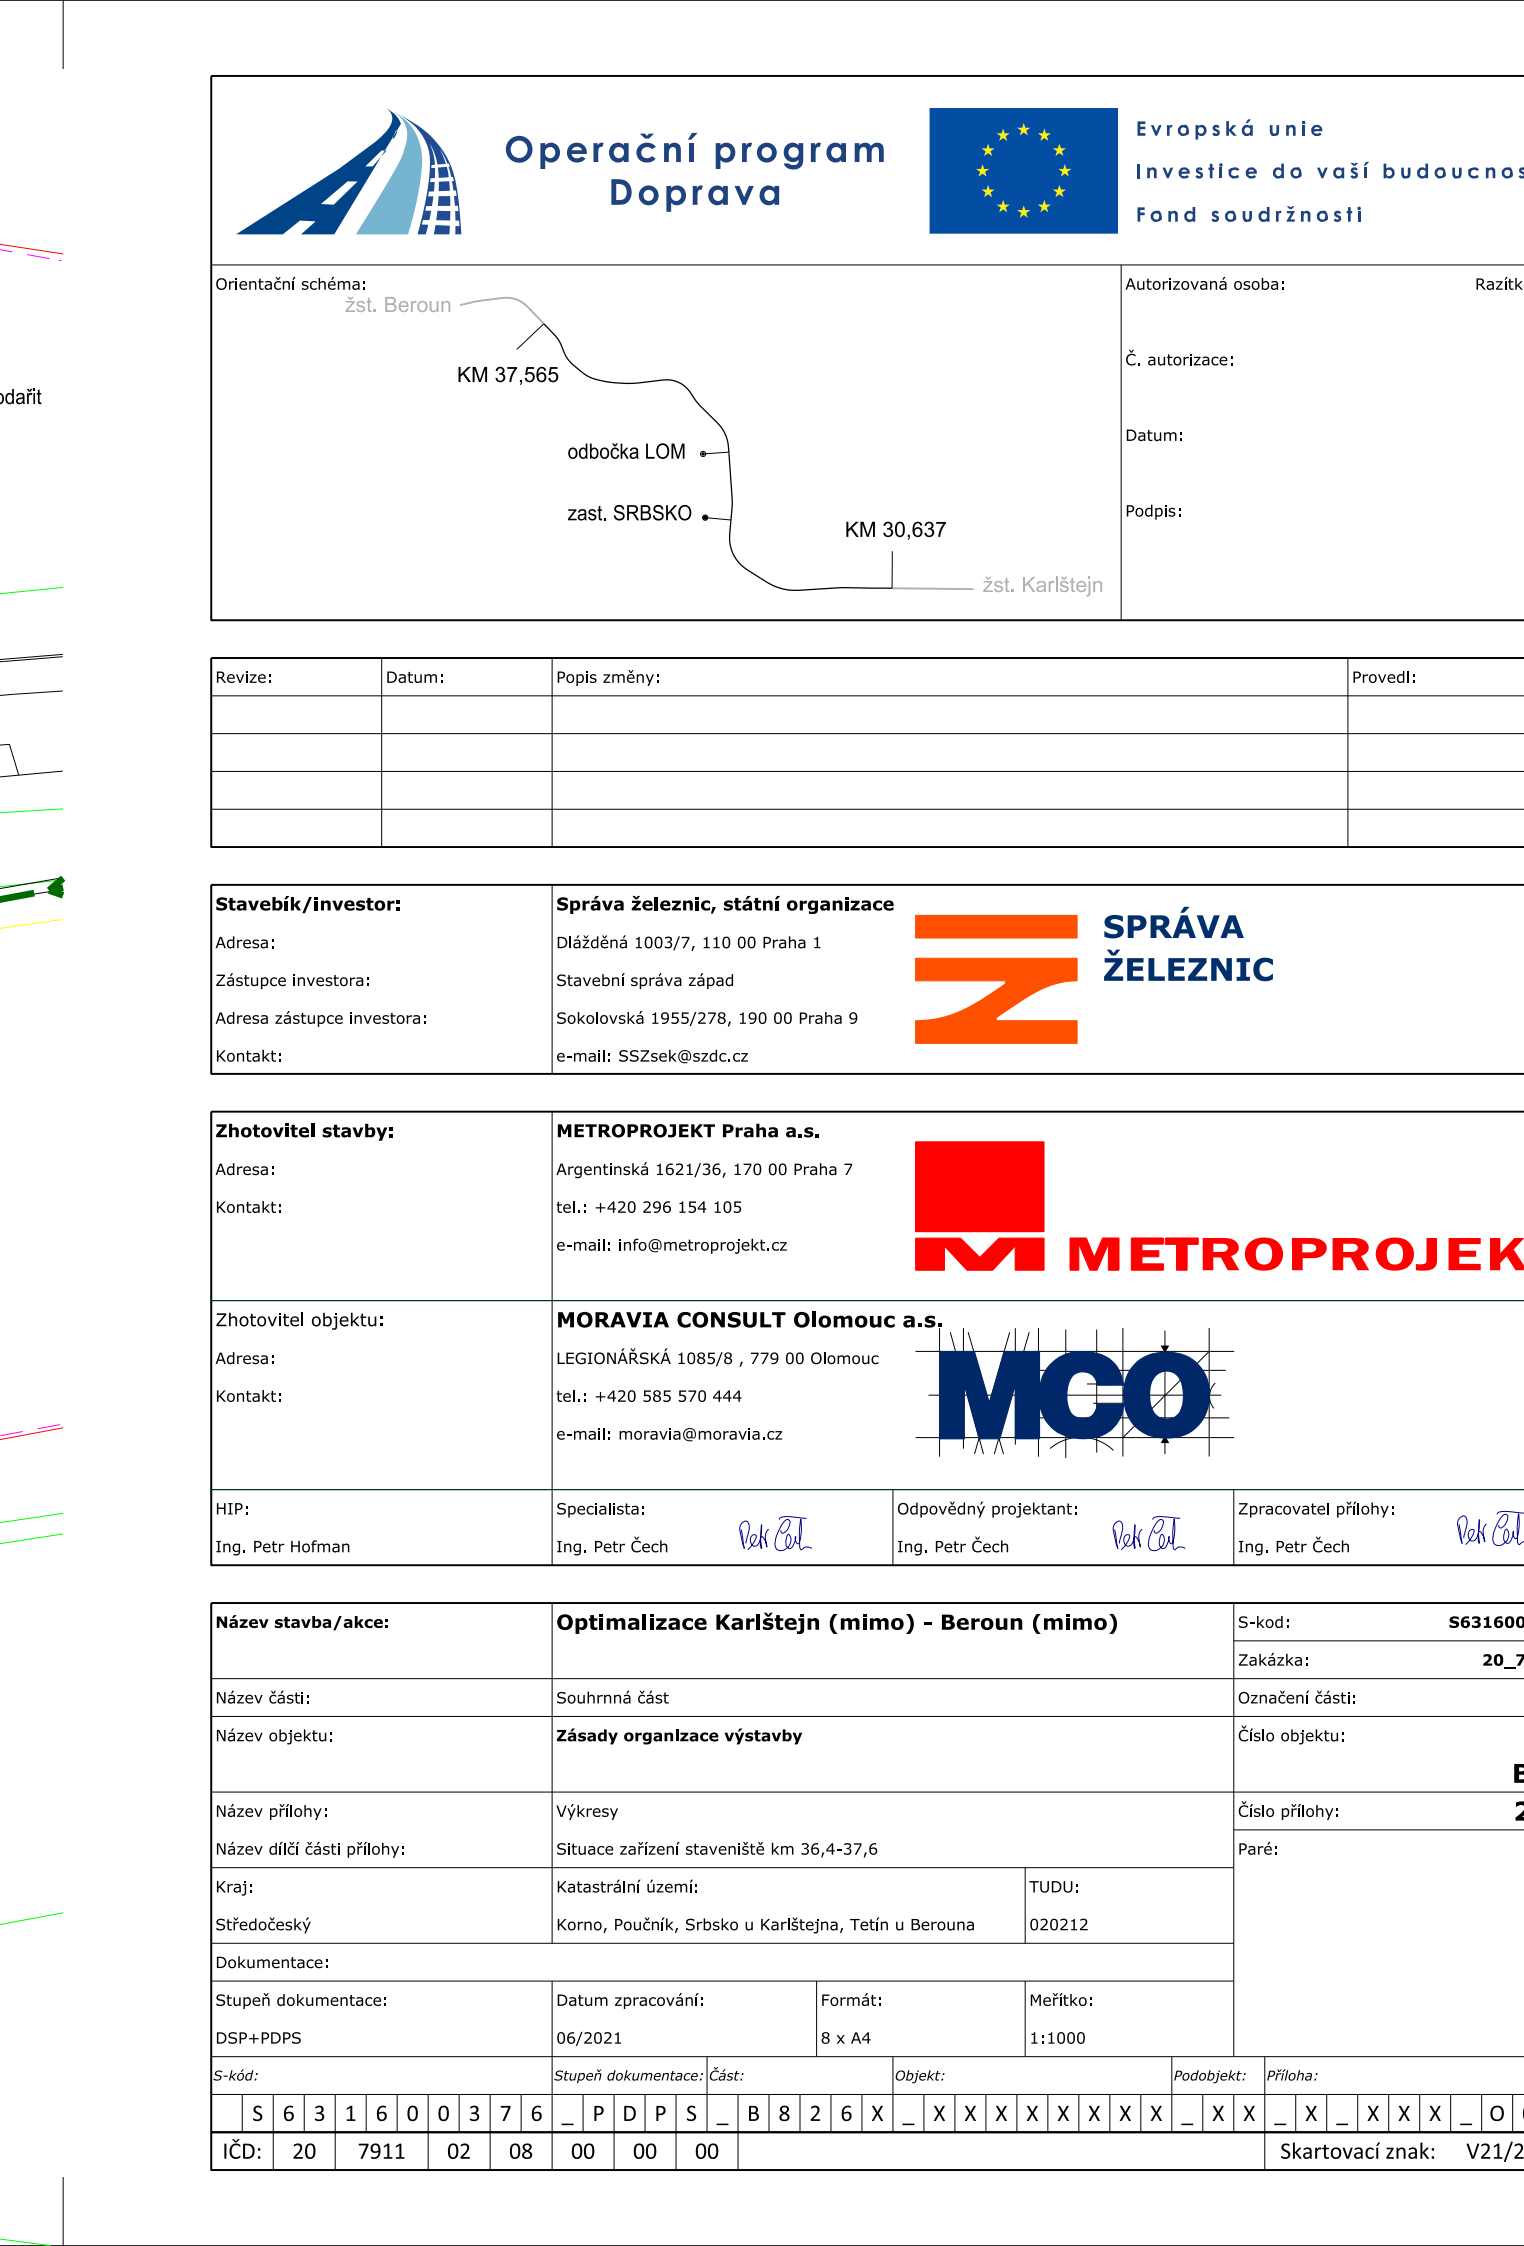 Operační program
Doprava
Evropská unie
Investice do vaší
Fond soudržnosti
Orientační schéma:
žst. Beroun
KM 37,565
odbočka LOM
zast. SRBSKO
KM 30,637
žst. Karlštejn
Autorizovaná osoba:
Č. autorizace:
Datum:
Podpis:
Revize: Datum: Popis změny: Provedl:
Stavebík/investor: Správa železnic, státní organizace
Adresa: Dlážděná 1003/7, 110 00 Praha 1
Zástupce investora: Stavební správa západ
Adresa zástupce investora: Sokolovská 1955/278, 190 00 Praha 9
Kontakt: e-mail: SSZsek@szdc.cz
SPRÁVA
ŽELEZNIC
Zhotovitel stavby: METROPROJEKT Praha a.s.
Adresa: Argentinská 1621/36, 170 00 Praha 7
Kontakt: tel.: +420 296 154 105
e-mail: info@metroprojekt.cz
Zhotovitel objektu: MORAVIA CONSULT Olomouc a.s.
Adresa: LEGIONÁŘSKÁ 1085/8 , 779 00 Olomouc
Kontakt: tel.: +420 585 570 444
e-mail: moravia@moravia.cz
MCO
HIP: Specialista: Odpovědný projektant: Zpracovatel přílohy:
Ing. Petr Hofman Ing. Petr Čech Ing. Petr Čech Ing. Petr Čech
Název stavba/akce: Optimalizace Karlštejn (mimo) - Beroun (mimo) S-kod:
Zakázka:
Název části: Souhrnná část Označení části:
Název objektu: Zásady organizace výstavby Číslo objektu:
Název přílohy: Výkresy Číslo přílohy:
Název dílčí části přílohy: Situace zařízení staveniště km 36,4-37,6 Paré:
Kraj: Katastrální území: TUDU:
Středočeský Korno, Poučník, Srbsko u Karlštejna, Tetín u Berouna 020212
Dokumentace:
Stupeň dokumentace: Datum zpracování: Formát: Meřítko:
DSP+PDPS 06/2021 8 x A4 1:1000
S-kód: Stupeň dokumentace: Část: Objekt: Podobjekt: Příloha:
S 6 3 1 6 0 0 3 7 6 _ P D P S _ B 8 2 6 X _ X X X X X X X X _ X X _ X _ X X X _ O
IČD: 20 7911 02 08 00 00 00 Skartovací znak: